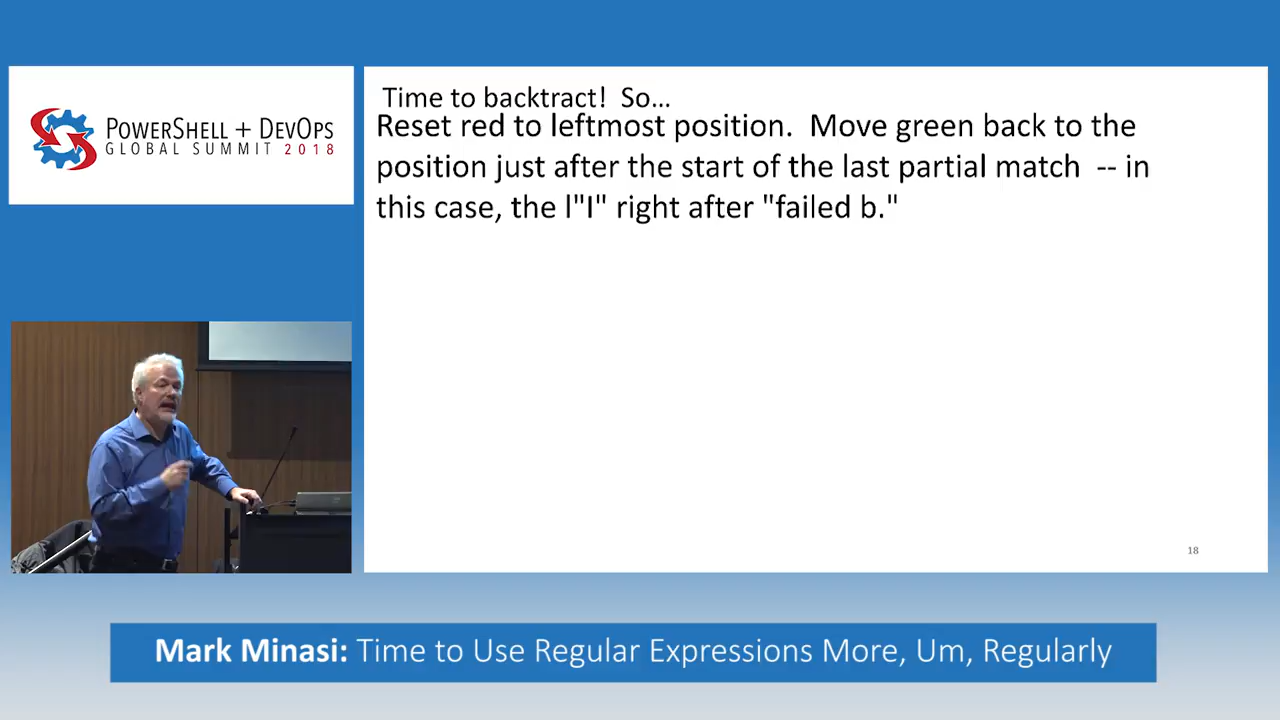 POWERSHELL + DEVOPS
GLOBAL SUMMIT 2018
Time to backtract! So...
Reset red to leftmost position. Move green back to the
position just after the start of the last partial match -- in
this case, the l"I" right after "failed b."
18
Mark Minasi: Time to Use Regular Expressions More, Um, Regularly